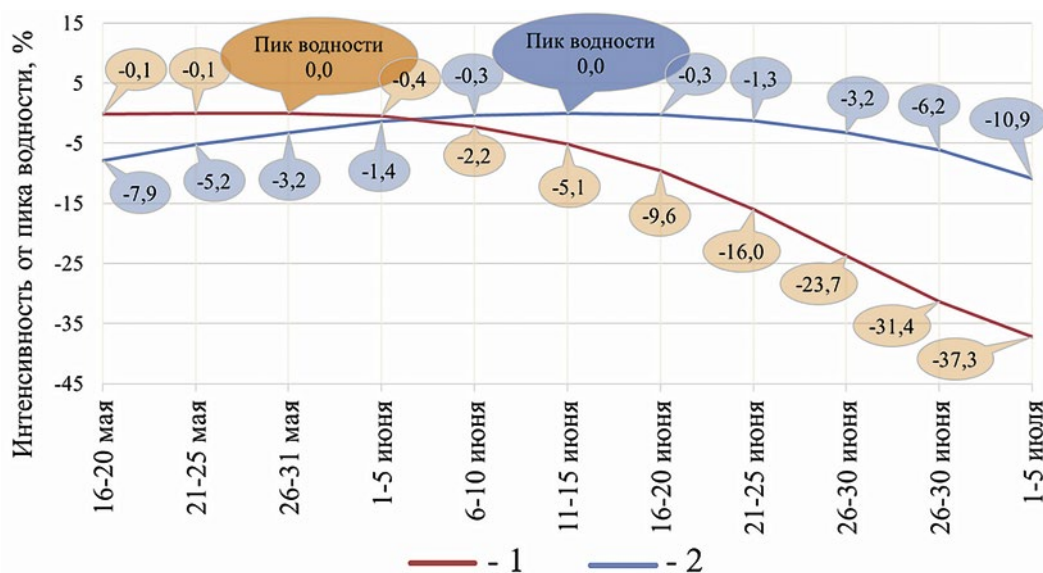 Интенсивность от пика водности, %
15
5
-5
-15
-25
-35
-45
Пик водности
0,0
Пик водности
0,0
-0,1
-0,1
-0,4
-0,3
-0,3
-1,3
-3,2
-6,2
-10,9
-7,9
-5,2
-3,2
-1,4
-2,2
-5,1
-9,6
-16,0
-23,7
-31,4
-37,3
16-20 мая
21-25 мая
26-31 мая
1-5 июня
6-10 июня
11-15 июня
16-20 июня
21-25 июня
26-30 июня
26-30 июня
1-5 июля
- 1
- 2